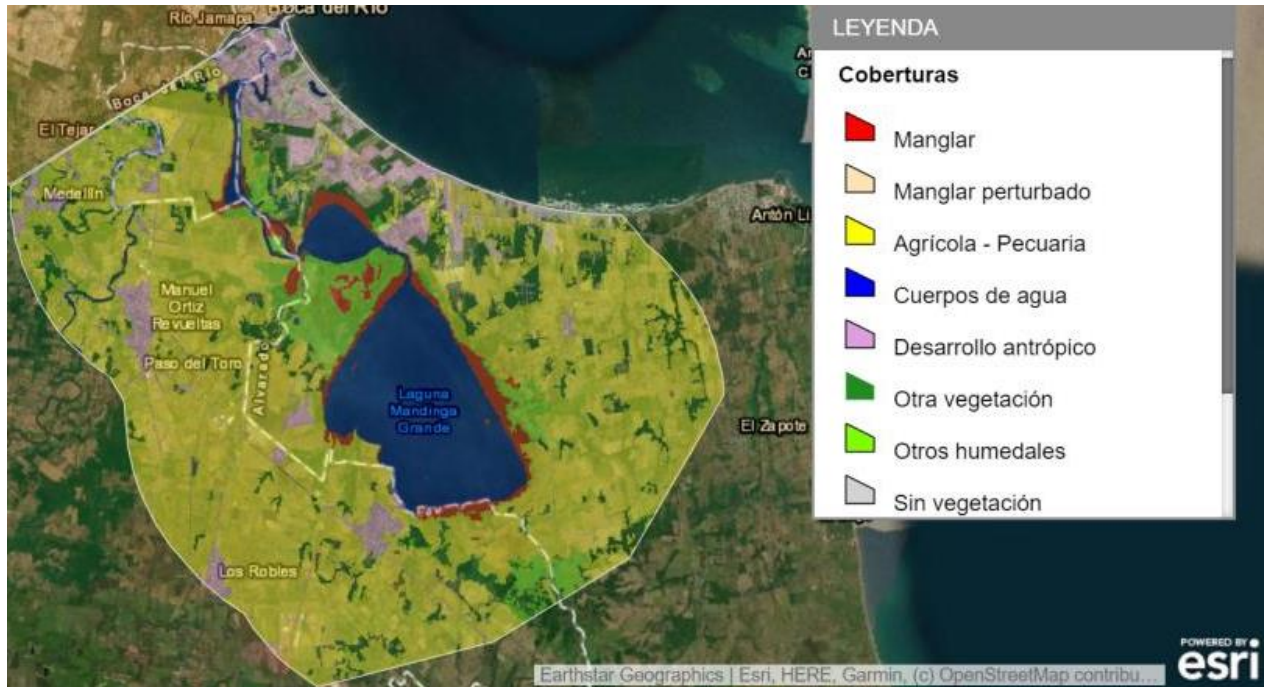 Boca del Río
Río Jamapa
Boca del Río
El Tejar
Medellín
Antón Li
Manuel
Ortiz
Revueltas
Paso del Toro
Alvarado
Laguna
Mandinga
Grande
El Zapote
Los Robles
LEYENDA
Coberturas
Manglar
Manglar perturbado
Agrícola - Pecuaria
Cuerpos de agua
Desarrollo antrópico
Otra vegetación
Otros humedales
Sin vegetación
Earthstar Geographics | Esri, HERE, Garmin, (c) OpenStreetMap contribu...
POWERED BY
esri